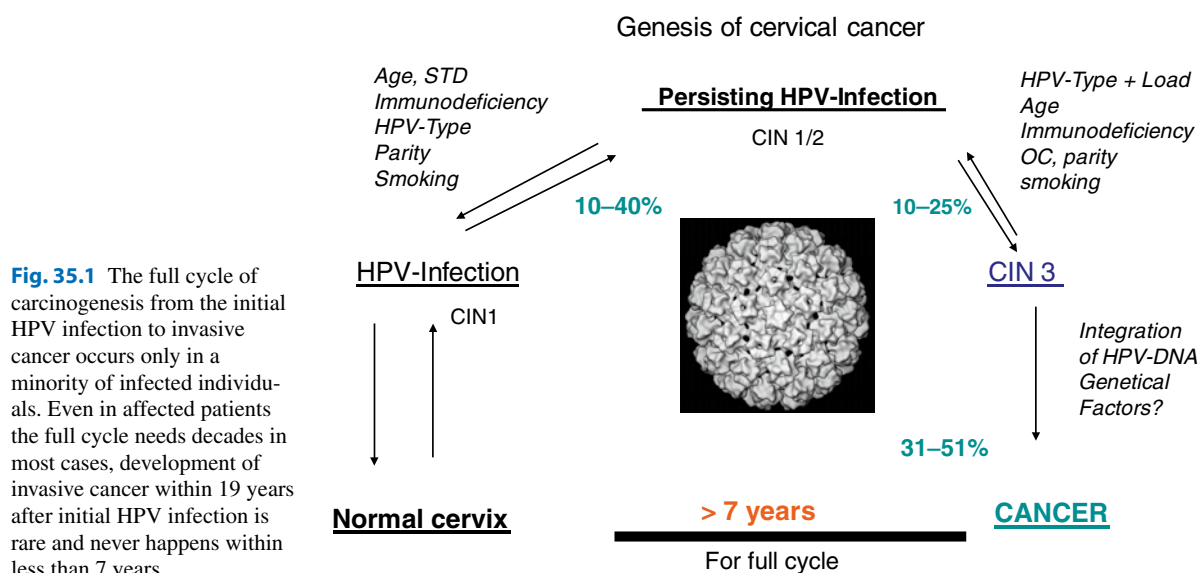 Genesis of cervical cancer
Age, STD
Immunodeficiency
HPV-Type
Parity
Smoking
Persisting HPV-Infection
CIN 1/2
HPV-Type + Load
Age
Immunodeficiency
OC, parity
smoking
10–40%
10–25%
HPV-Infection
CIN1
CIN 3
Integration
of HPV-DNA
Genetical
Factors?
31–51%
Normal cervix
> 7 years
For full cycle
CANCER
Fig. 35.1 The full cycle of
carcinogenesis from the initial
HPV infection to invasive
cancer occurs only in a
minority of infected individu-
als. Even in affected patients
the full cycle needs decades in
most cases, development of
invasive cancer within 19 years
after initial HPV infection is
rare and never happens within
less than 7 years